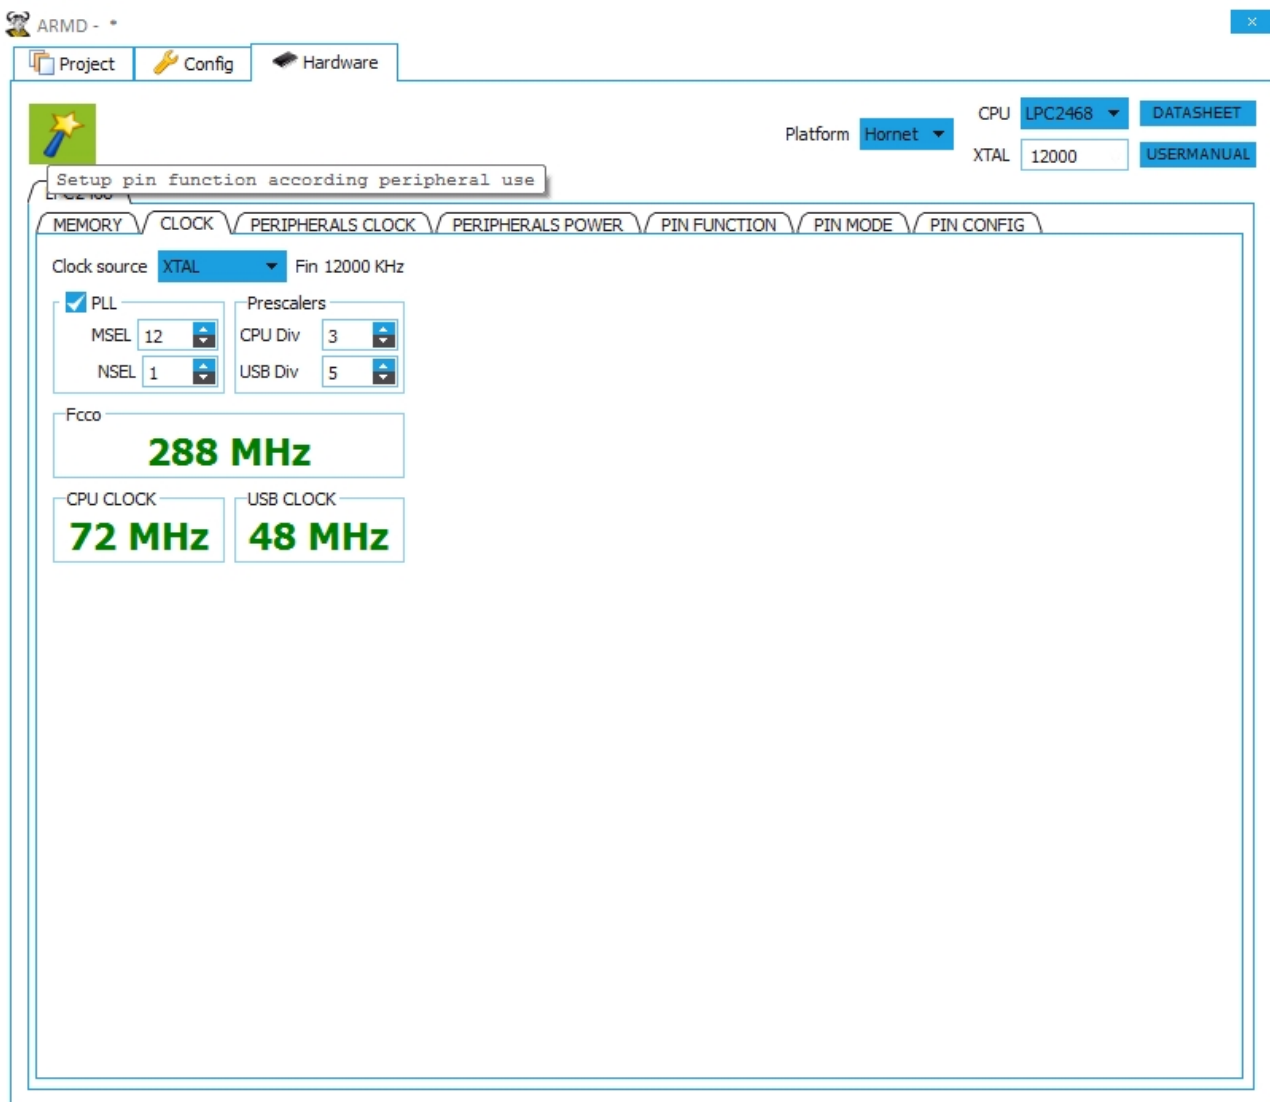 ARMD - *
Project Config Hardware
Platform Hornet CPU LPC2468 DATASHEET
XTAL 12000 USERMANUAL
Setup pin function according peripheral use
LPC2468
MEMORY CLOCK PERIPHERALS CLOCK PERIPHERALS POWER PIN FUNCTION PIN MODE PIN CONFIG
Clock source XTAL Fin 12000 KHz
PLL Prescalers
MSEL 12 CPU Div 3
NSEL 1 USB Div 5
Fcco
288 MHz
CPU CLOCK USB CLOCK
72 MHz 48 MHz